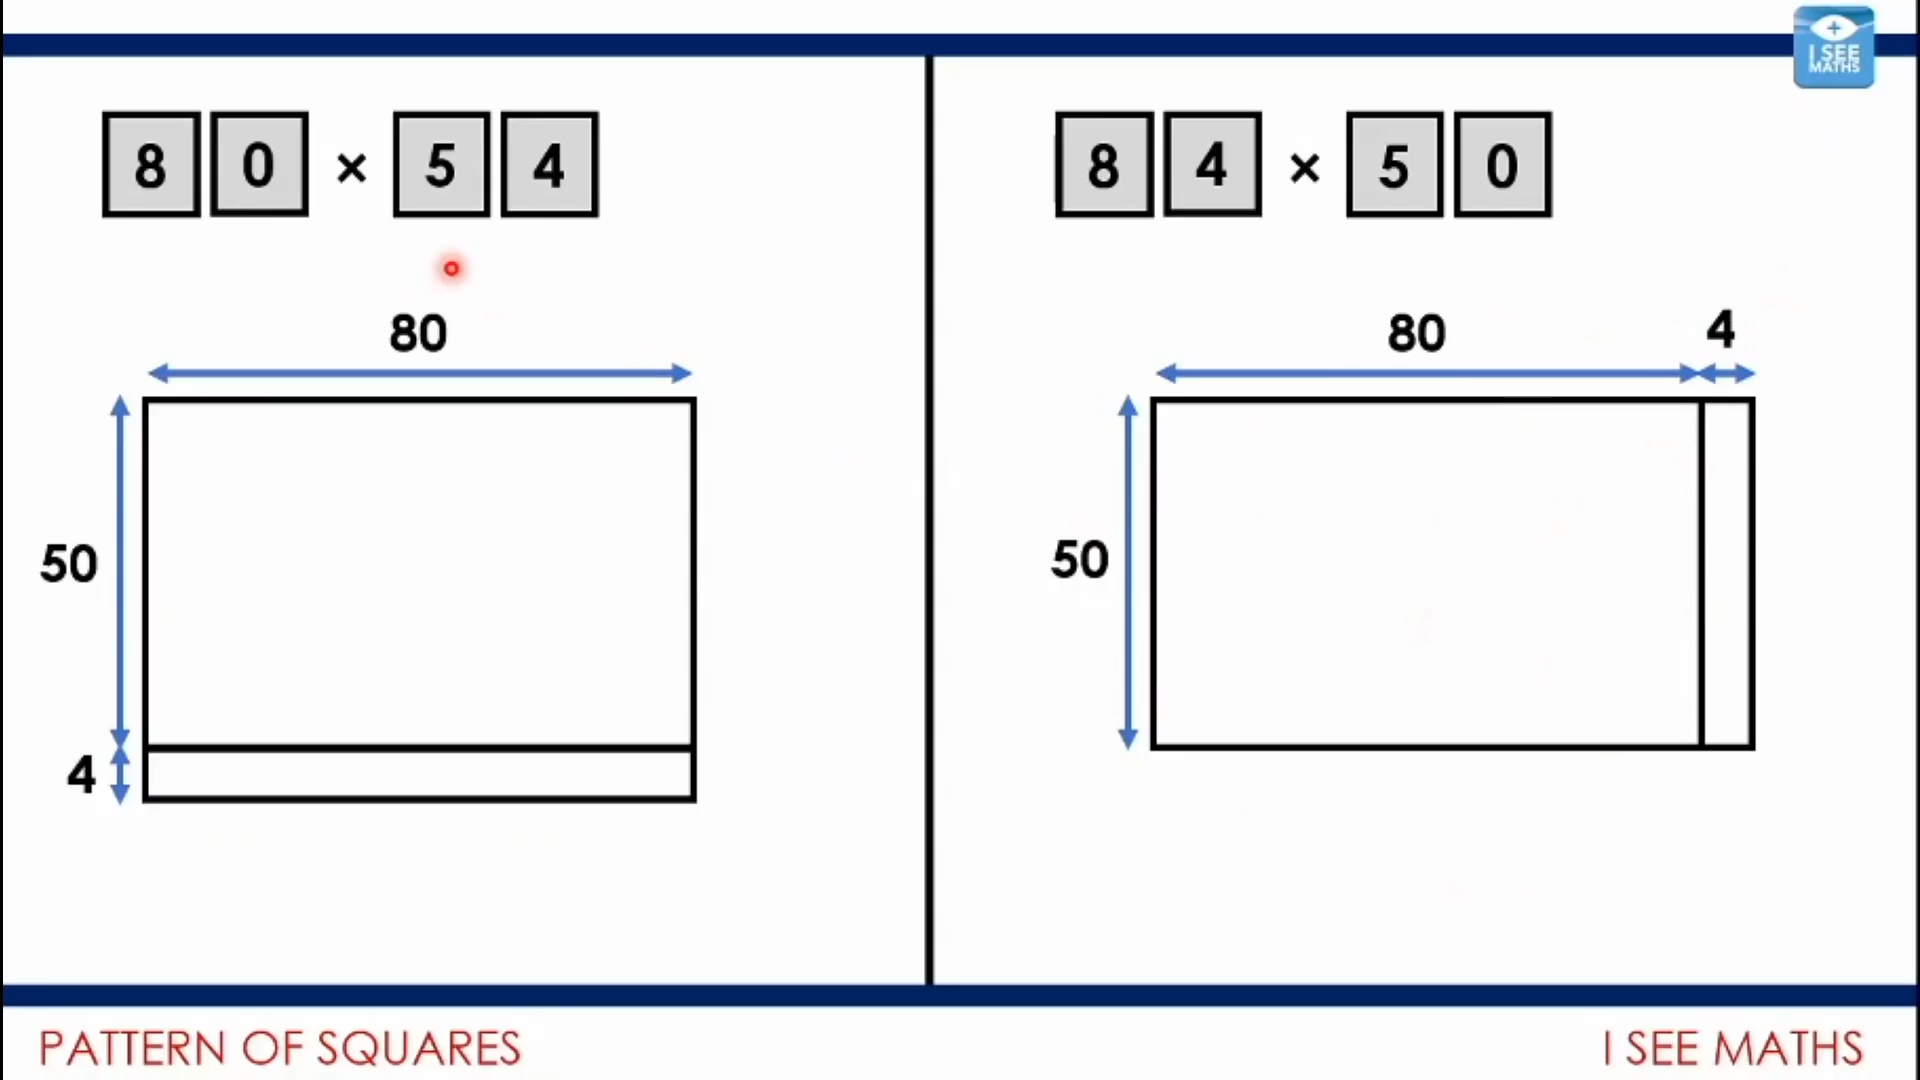 I SEE
MATHS
8 0 × 5 4
80
50
4
8 4 × 5 0
80 4
50
PATTERN OF SQUARES
I SEE MATHS